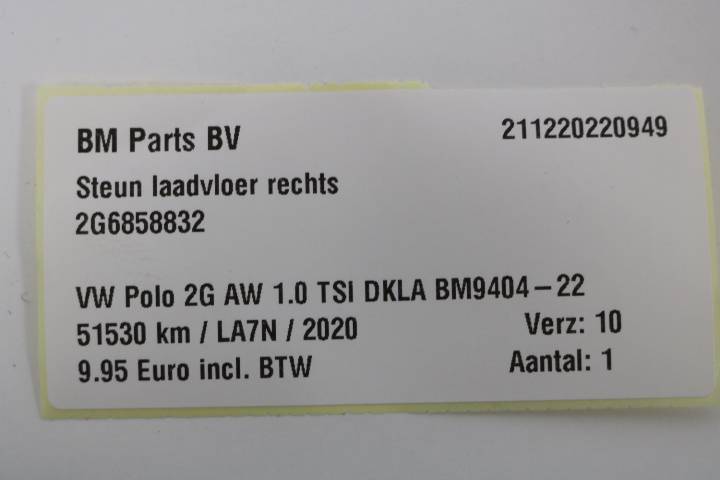 BM Parts BV 211220220949
Steun laadvloer rechts
2G6858832
VW Polo 2G AW 1.0 TSI DKLA BM9404-22
51530 km / LA7N / 2020 Verz: 10
9.95 Euro incl. BTW Aantal: 1